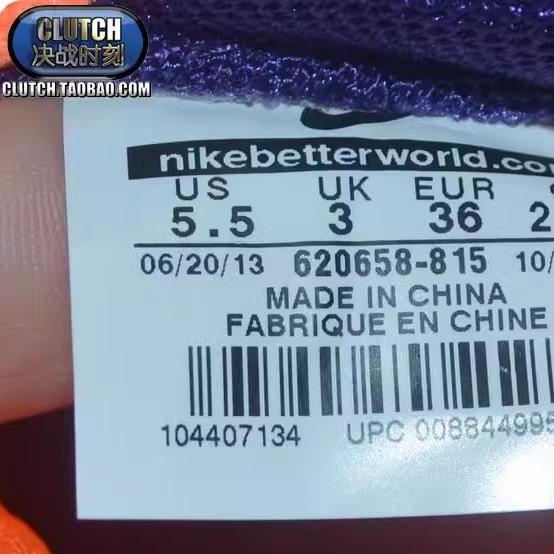 CLUTCH
决战时刻
CLUTCH.TAOBAO.COM
nikebetterworld.co
US UK EUR
5.5 3 36 2
06/20/13 620658-815 10/
MADE IN CHINA
FABRIQUE EN CHINE
104407134 UPC 008844995